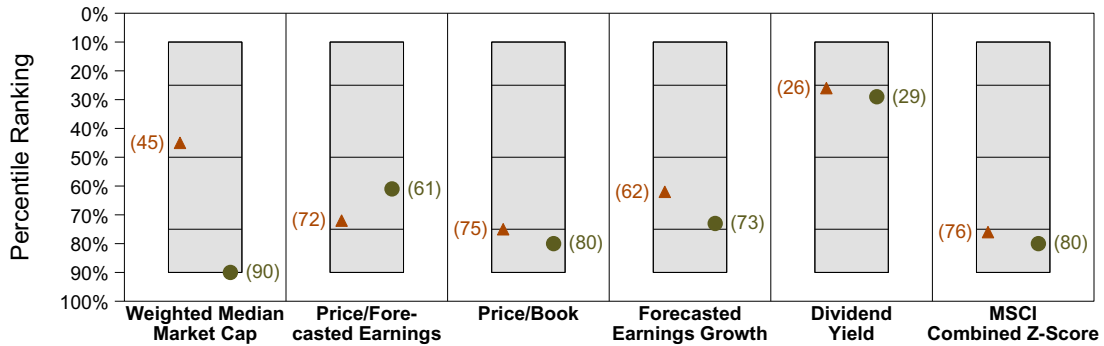 Percentile Ranking
0%
10%
20%
30%
40%
50%
60%
70%
80%
90%
100%
(45)
(90)
(72)
(61)
(75)
(80)
(62)
(73)
(26)
(29)
(76)
(80)
Weighted Median
Market Cap
Price/Fore-
casted Earnings
Price/Book
Forecasted
Earnings Growth
Dividend
Yield
MSCI
Combined Z-Score